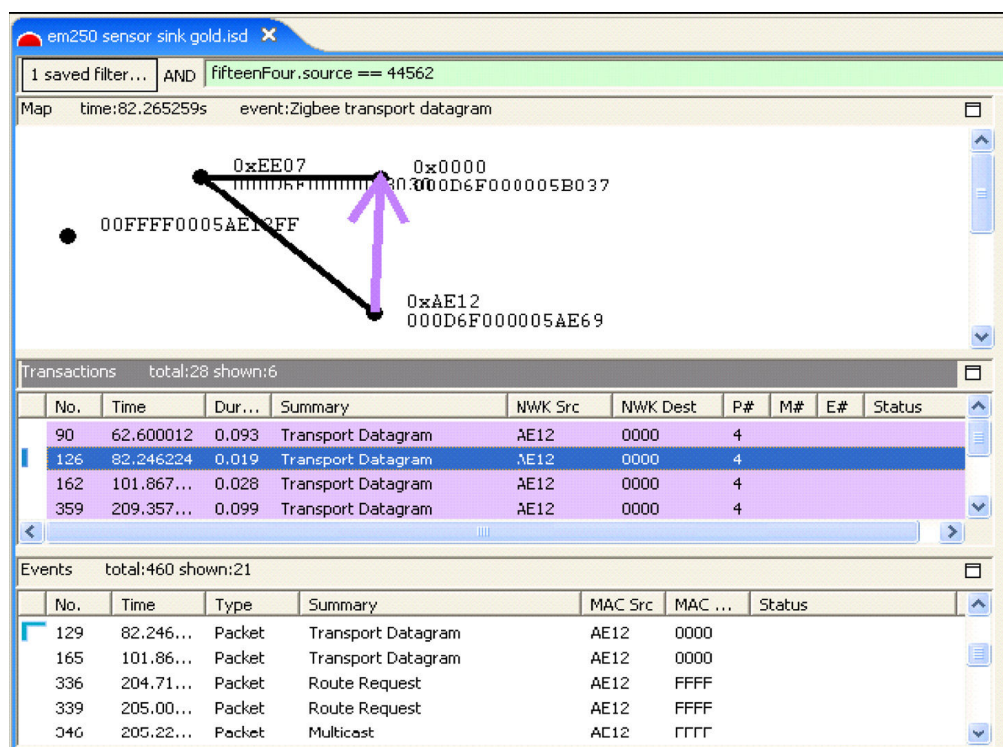 em250 sensor sink gold.isd
1 saved filter... AND fifteenFour.source == 44562
Map time:82.265259s event:Zigbee transport datagram
0xEE07
0x0000
000D6F000005B037
00FFFF0005AE12FF
0xAE12
000D6F000005AE69
Transactions total:28 shown:6
No. Time Dur... Summary NWK Src NWK Dest P# M# E# Status
90 62.600012 0.093 Transport Datagram AE12 0000 4
126 82.246224 0.019 Transport Datagram AE12 0000 4
162 101.867... 0.028 Transport Datagram AE12 0000 4
359 209.357... 0.099 Transport Datagram AE12 0000 4
Events total:460 shown:21
No. Time Type Summary MAC Src MAC ... Status
129 82.246... Packet Transport Datagram AE12 0000
165 101.86... Packet Transport Datagram AE12 0000
336 204.71... Packet Route Request AE12 FFFF
339 205.00... Packet Route Request AE12 FFFF
346 205.22... Packet Multicast AE12 FFFF